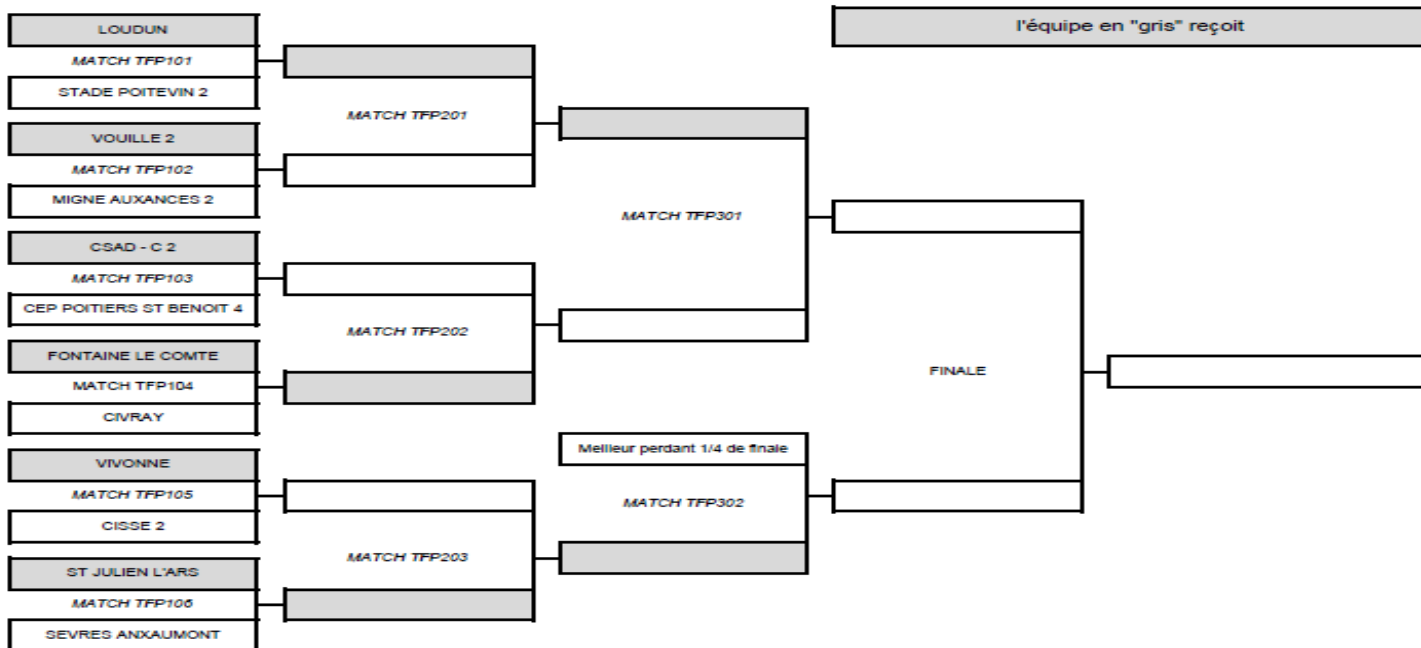 LOUDUN
MATCH TFP101
STADE POITEVIN 2
VOUILLE 2
MATCH TFP102
MIGNE AUXANCES 2
CSAD - C 2
MATCH TFP103
CEP POITIERS ST BENOIT 4
FONTAINE LE COMTE
MATCH TFP104
CIVRAY
VIVONNE
MATCH TFP105
CISSE 2
ST JULIEN L'ARS
MATCH TFP106
SEVRES ANXAUMONT
MATCH TFP201
MATCH TFP202
MATCH TFP203
MATCH TFP301
Meilleur perdant 1/4 de finale
MATCH TFP302
l'équipe en "gris" reçoit
FINALE